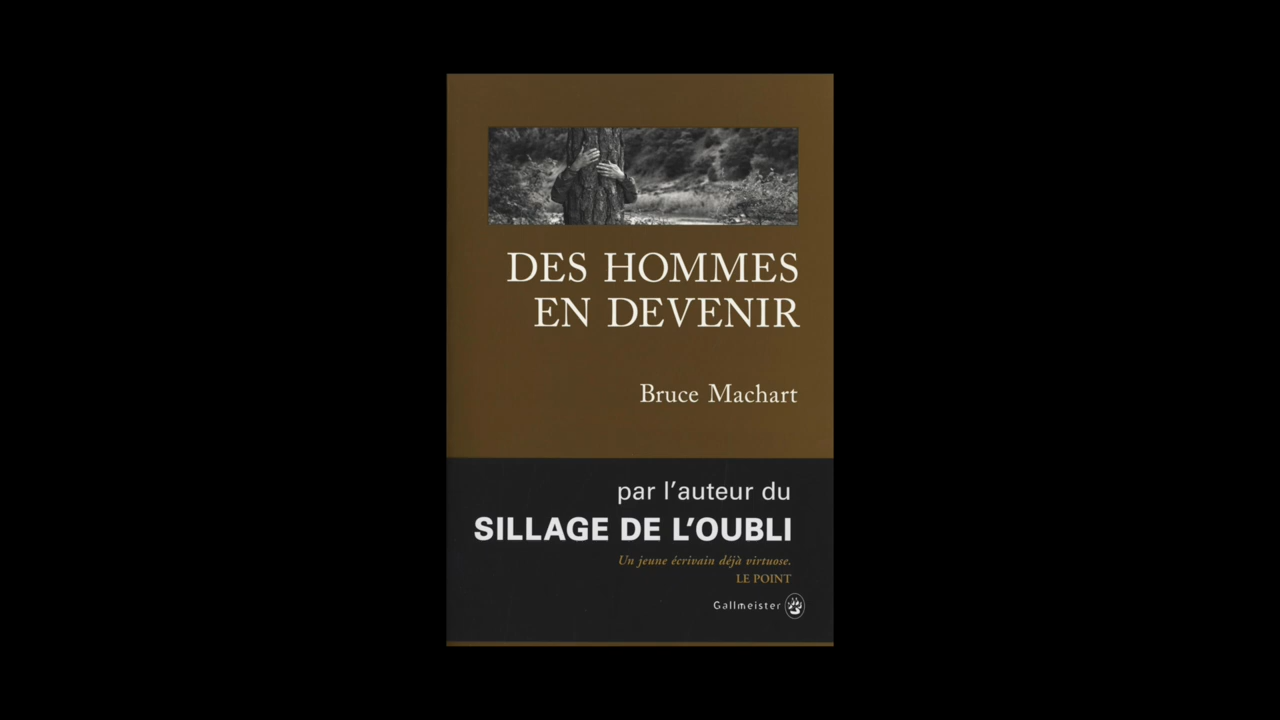 DES HOMMES
EN DEVENIR
Bruce Machart
par l'auteur du
SILLAGE DE L'OUBLI
Un jeune écrivain déjà virtuose.
LE POINT
Gallmeister